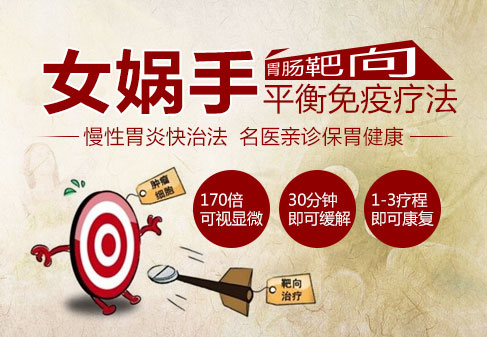 女娲手
胃肠靶向
平衡免疫疗法
慢性胃炎快治法 名医亲诊保胃健康
肿瘤
细胞
170倍
可视显微
30分钟
即可缓解
1-3疗程
即可康复
靶向
治疗